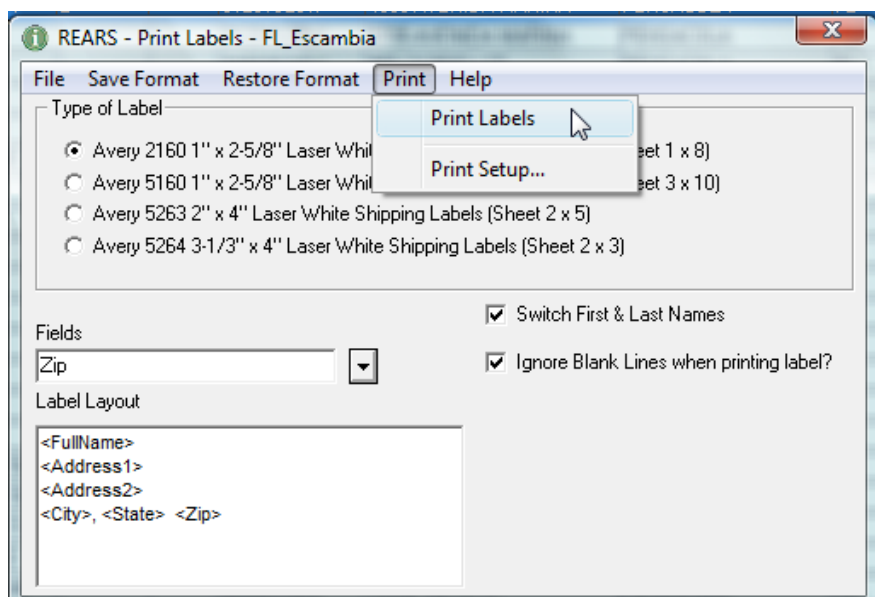 REARS - Print Labels - FL_Escambia
File Save Format Restore Format Print Help
Print Labels
Print Setup...
Type of Label
Avery 2160 1" x 2-5/8" Laser Whi eet 1 x 8)
Avery 5160 1" x 2-5/8" Laser Whi eet 3 x 10)
Avery 5263 2" x 4" Laser White Shipping Labels (Sheet 2 x 5)
Avery 5264 3-1/3" x 4" Laser White Shipping Labels (Sheet 2 x 3)
Switch First & Last Names
Fields
Zip
Ignore Blank Lines when printing label?
Label Layout
<FullName>
<Address1>
<Address2>
<City>, <State>  <Zip>